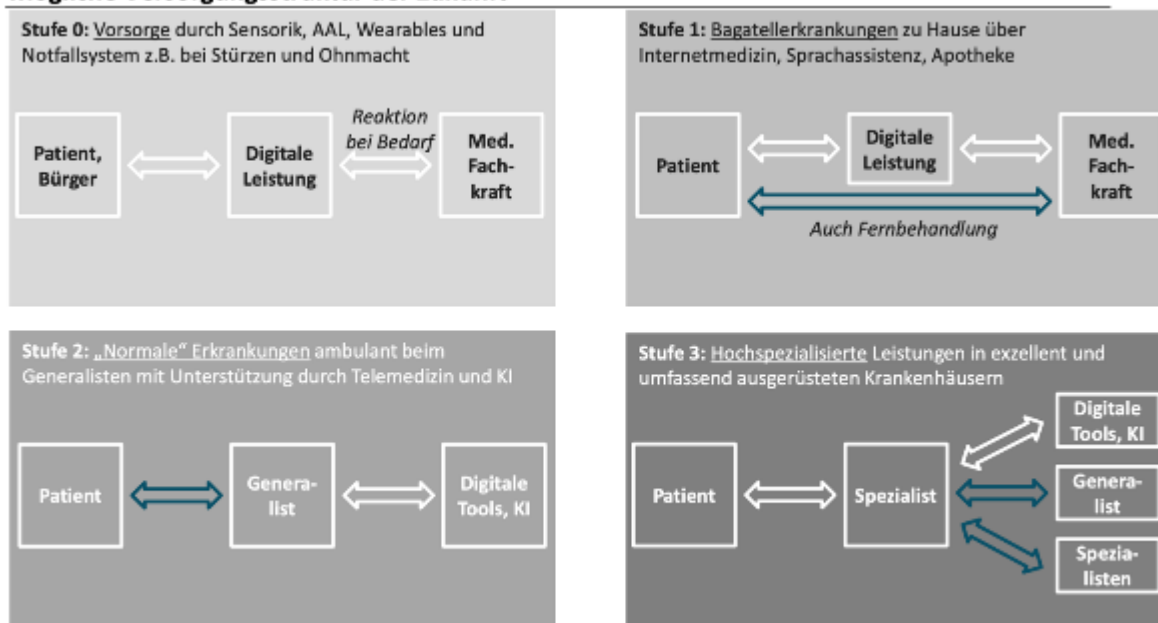 Stufe 0: Vorsorge durch Sensorik, AAL, Wearables und
Notfallsystem z.B. bei Stürzen und Ohnmacht
Patient,
Bürger
Digitale
Leistung
Reaktion
bei Bedarf
Med.
Fach-
kraft
Stufe 1: Bagatellerkrankungen zu Hause über
Internetmedizin, Sprachassistenz, Apotheke
Patient
Digitale
Leistung
Med.
Fach-
kraft
Auch Fernbehandlung
Stufe 2: „Normale“ Erkrankungen ambulant beim
Generalisten mit Unterstützung durch Telemedizin und KI
Patient
Genera-
list
Digitale
Tools, KI
Stufe 3: Hochspezialisierte Leistungen in exzellent und
umfassend ausgerüsteten Krankenhäusern
Patient
Spezialist
Digitale
Tools, KI
Genera-
list
Spezia-
listen